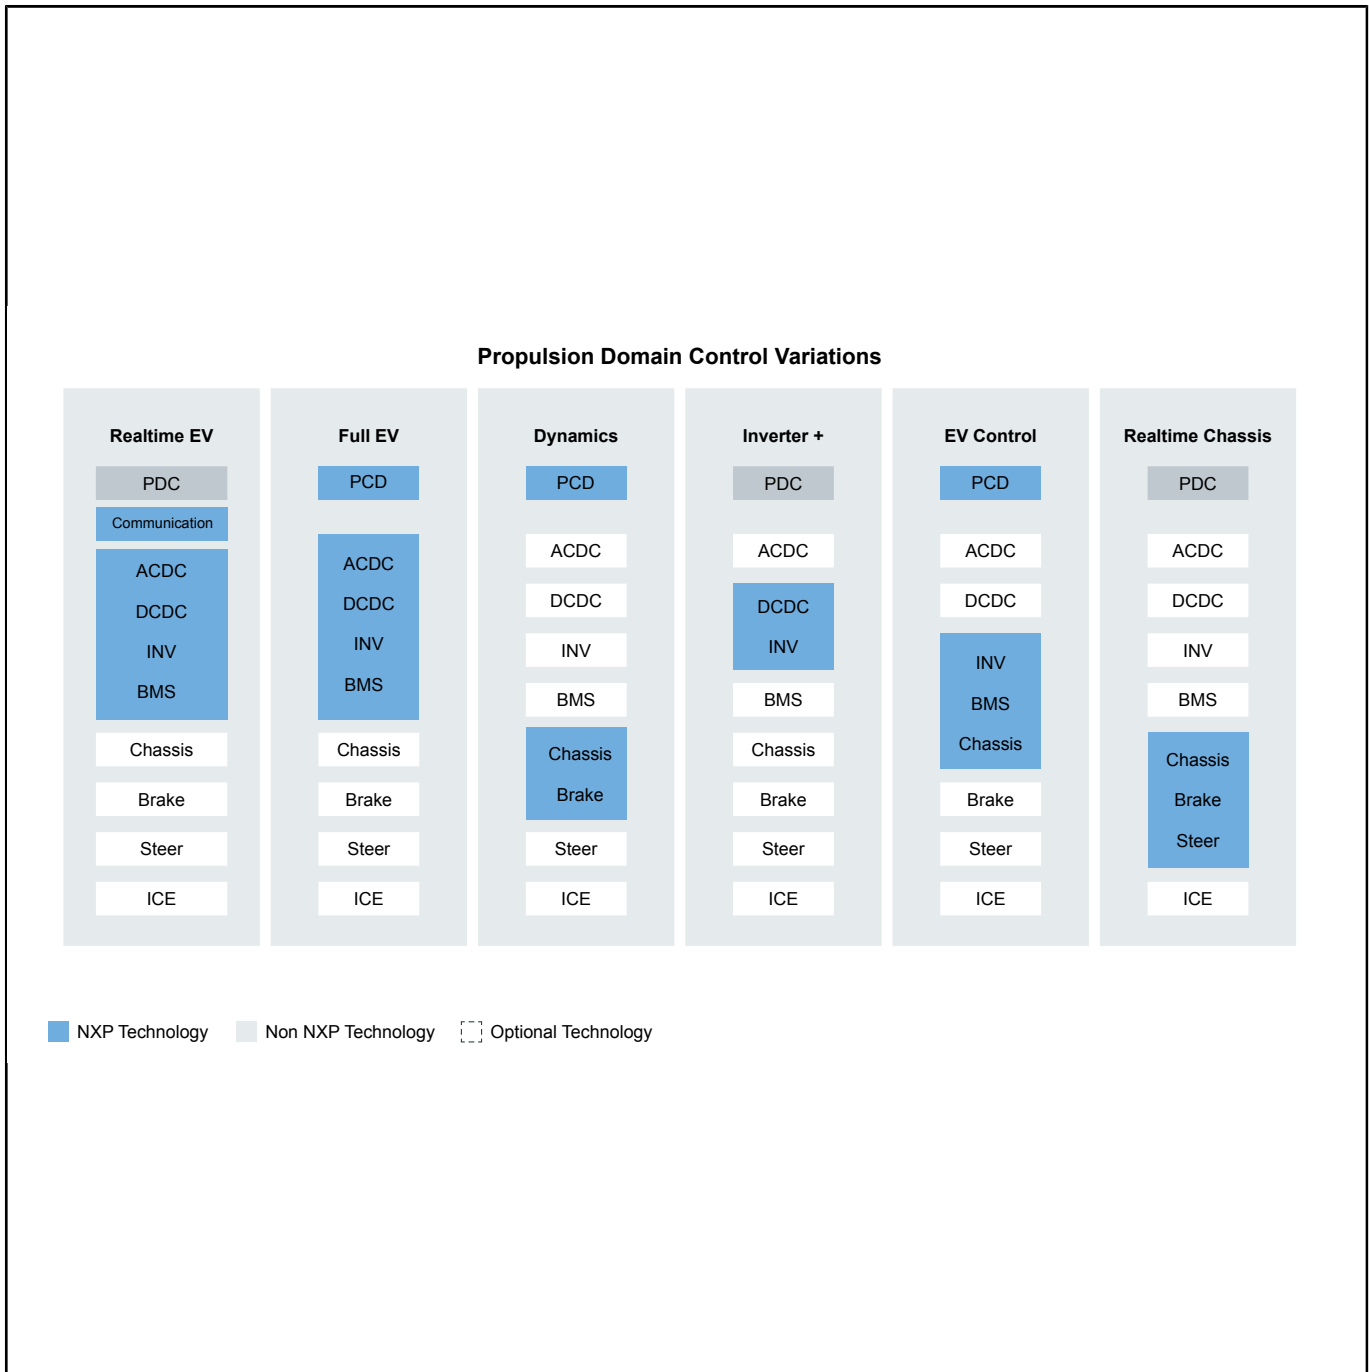 Propulsion Domain Control Variations
Realtime EV
PDC
Communication
ACDC
DCDC
INV
BMS
Chassis
Brake
Steer
ICE
Full EV
PCD
ACDC
DCDC
INV
BMS
Chassis
Brake
Steer
ICE
Dynamics
PCD
ACDC
DCDC
INV
BMS
Chassis
Brake
Steer
ICE
Inverter +
PDC
ACDC
DCDC
INV
BMS
Chassis
Brake
Steer
ICE
EV Control
PCD
ACDC
DCDC
INV
BMS
Chassis
Brake
Steer
ICE
Realtime Chassis
PDC
ACDC
DCDC
INV
BMS
Chassis
Brake
Steer
ICE
NXP Technology
Non NXP Technology
Optional Technology